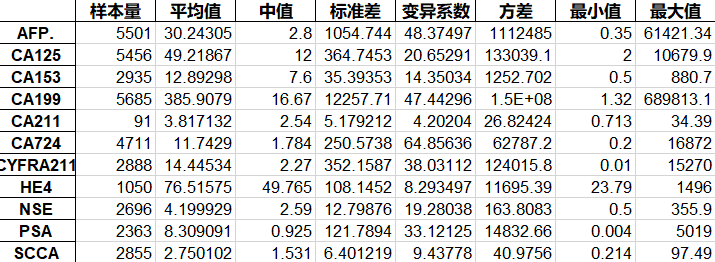 样本量 平均值 中值 标准差 变异系数 方差 最小值 最大值
AFP. 5501 30.24305 2.8 1054.744 48.37497 1112485 0.35 61421.34
CA125 5456 49.21867 12 364.7453 20.65291 133039.1 2 10679.9
CA153 2935 12.89298 7.6 35.39353 14.35034 1252.702 0.5 880.7
CA199 5685 385.9079 16.67 12257.71 47.44296 1.5E+08 1.32 689813.1
CA211 91 3.817132 2.54 5.179212 4.20204 26.82424 0.713 34.39
CA724 4711 11.7429 1.784 250.5738 64.85636 62787.2 0.2 16872
CYFRA211 2888 14.44534 2.27 352.1587 38.03112 124015.8 0.01 15270
HE4 1050 76.51575 49.765 108.1452 8.293497 11695.39 23.79 1496
NSE 2696 4.199929 2.59 12.79876 19.28038 163.8083 0.5 355.9
PSA 2363 8.309091 0.925 121.7894 33.12125 14832.66 0.004 5019
SCCA 2855 2.750102 1.531 6.401219 9.43778 40.9756 0.214 97.49